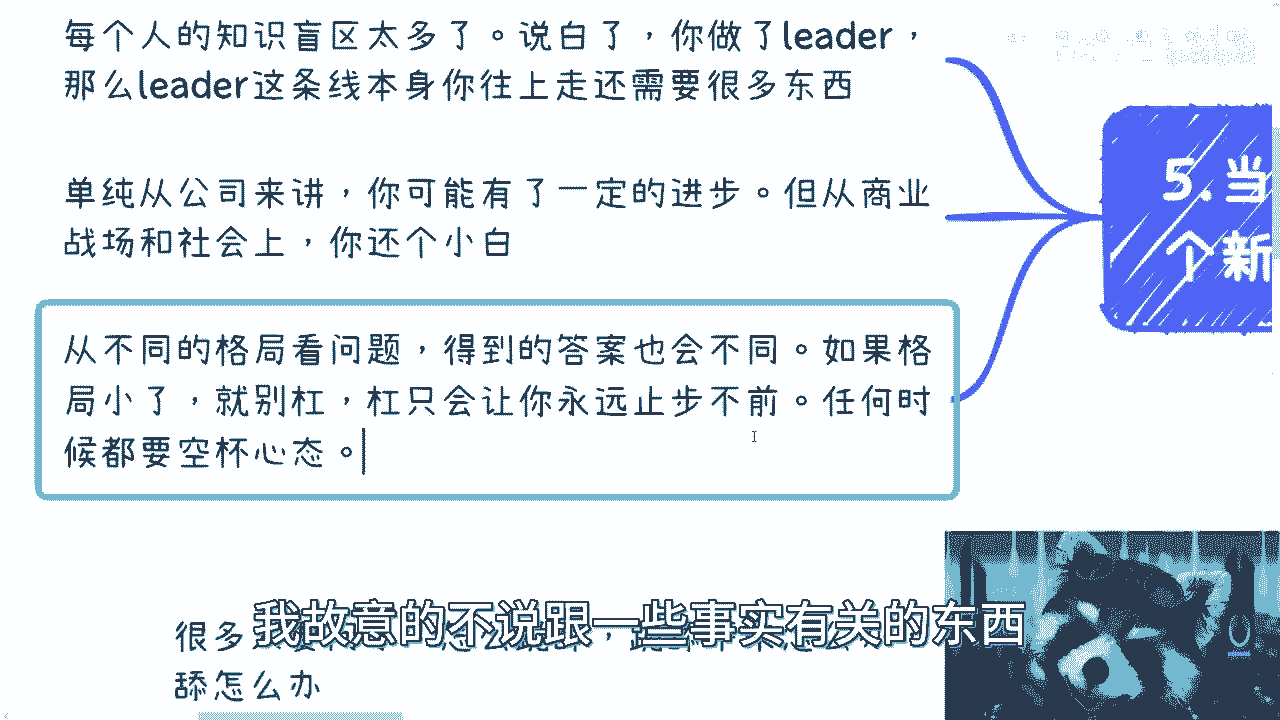 每个人的知识盲区太多了。说白了，你做了leader，
那么leader这条线本身你往上走还需要很多东西
单纯从公司来讲，你可能有了一定的进步。但从商业
战场和社会上，你还个小白
从不同的格局看问题，得到的答案也会不同。如果格
局小了，就别杠，杠只会让你永远止步不前。任何时
候都要空杯心态。
5.当
个新
很多
我故意的不说跟一些事实有关的东西
舔怎么办